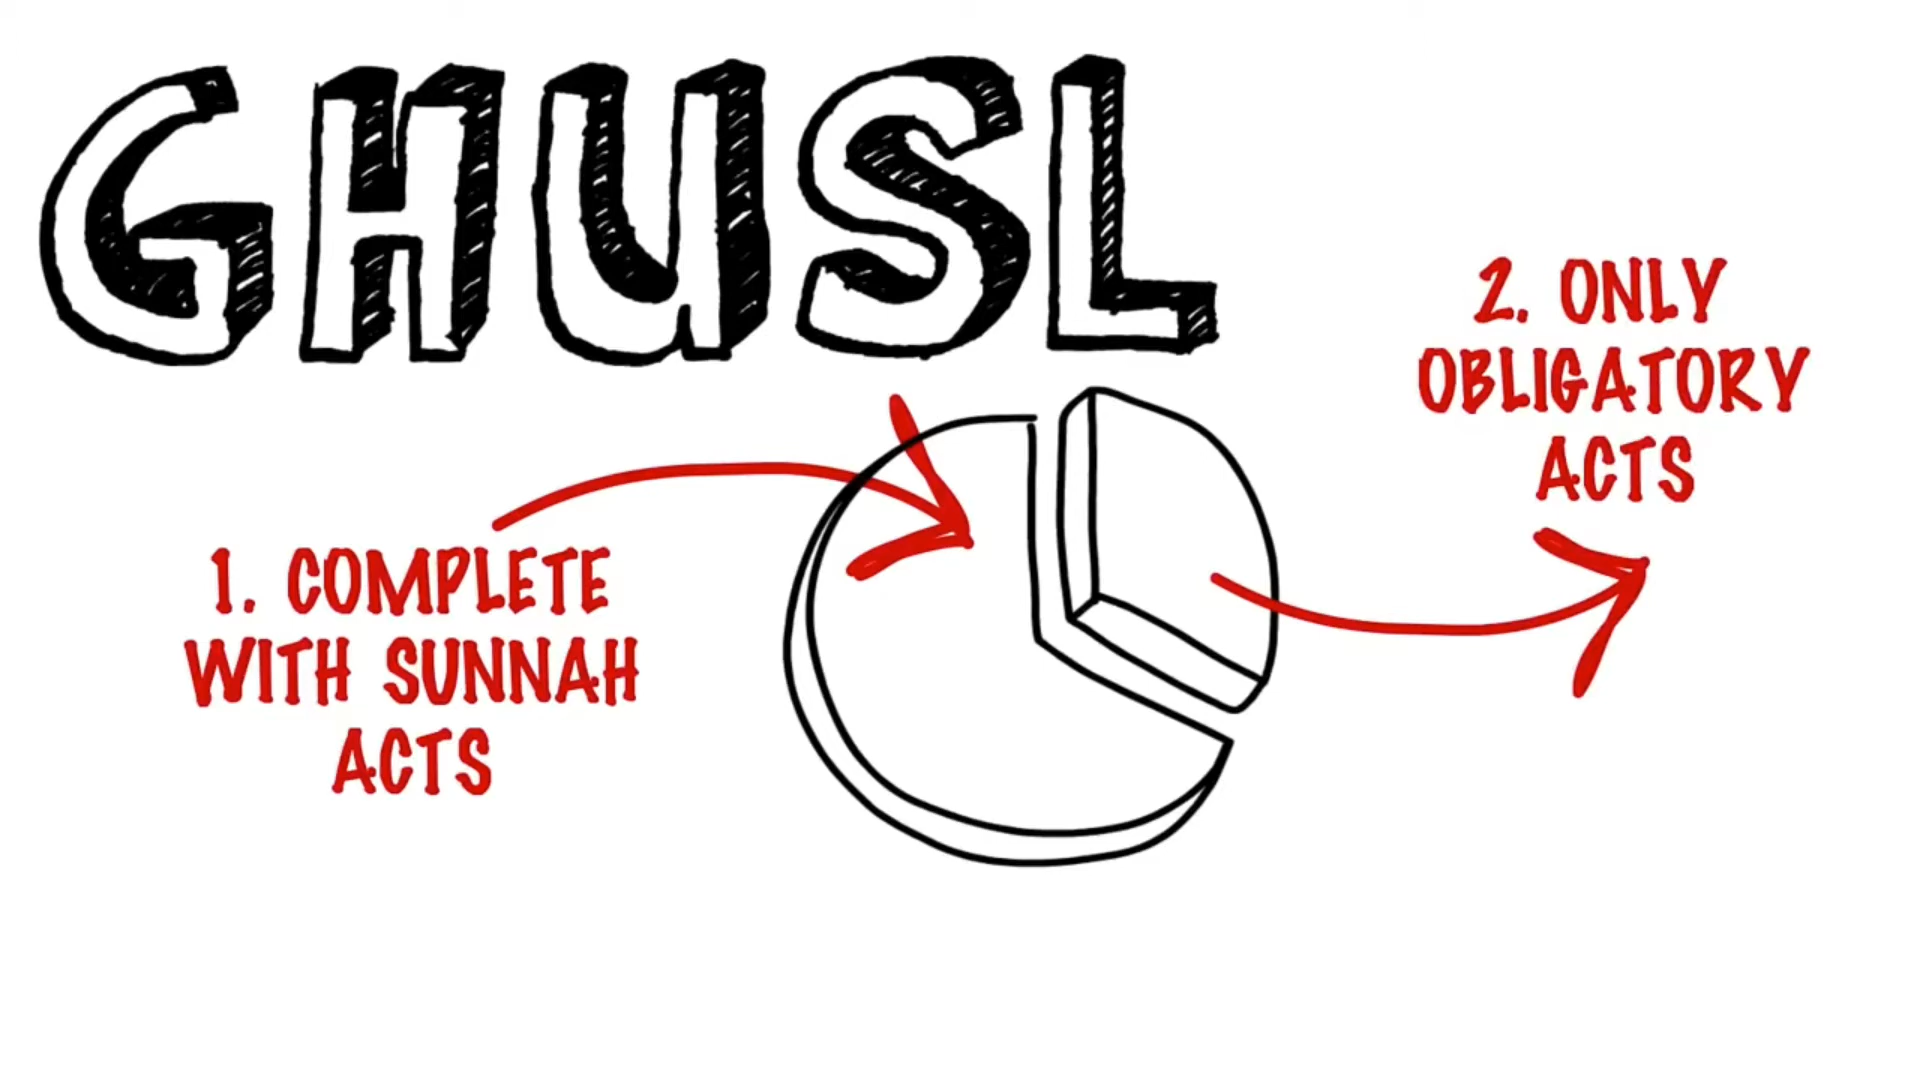 GHUSL
1. COMPLETE
WITH SUNNAH
ACTS
2. ONLY
OBLIGATORY
ACTS